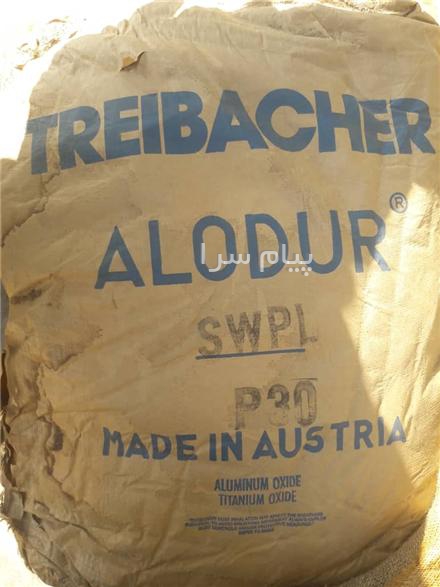 TREIBACHER
ALODUR®
پیام سرا
SWPL
P30
MADE IN AUSTRIA
ALUMINUM OXIDE
TITANIUM OXIDE